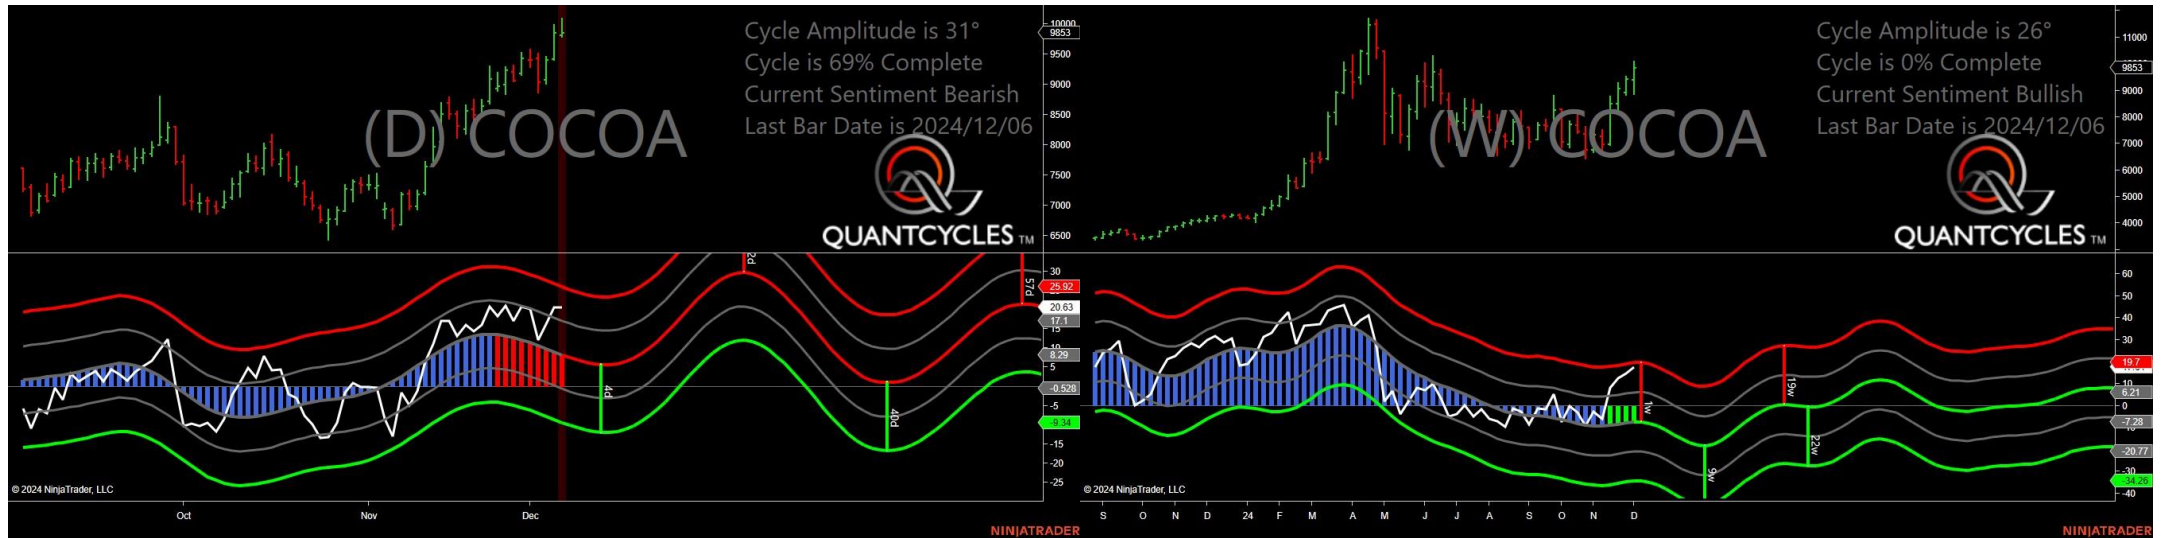 Cycle Amplitude is 31°
Cycle is 69% Complete
Current Sentiment Bearish
Last Bar Date is 2024/12/06
(D) COCOA
QUANTCYCLES TM
10000
9853
9500
9000
8500
8000
7500
7000
6500
2d
57d
4d
40d
30
25.92
20.63
17.1
15
8.29
5
-0.528
-5
-9.34
-15
-20
-25
© 2024 NinjaTrader, LLC
Oct Nov Dec
NINJATRADER
Cycle Amplitude is 26°
Cycle is 0% Complete
Current Sentiment Bullish
Last Bar Date is 2024/12/06
(W) COCOA
QUANTCYCLES TM
11000
9853
9000
8000
7000
6000
5000
4000
1w
9w
19w
22w
60
50
40
30
19.7
10
6.21
0
-7.28
-20.77
-30
-34.26
-40
© 2024 NinjaTrader, LLC
S O N D 24 F M A M J J A S O N D
NINJATRADER